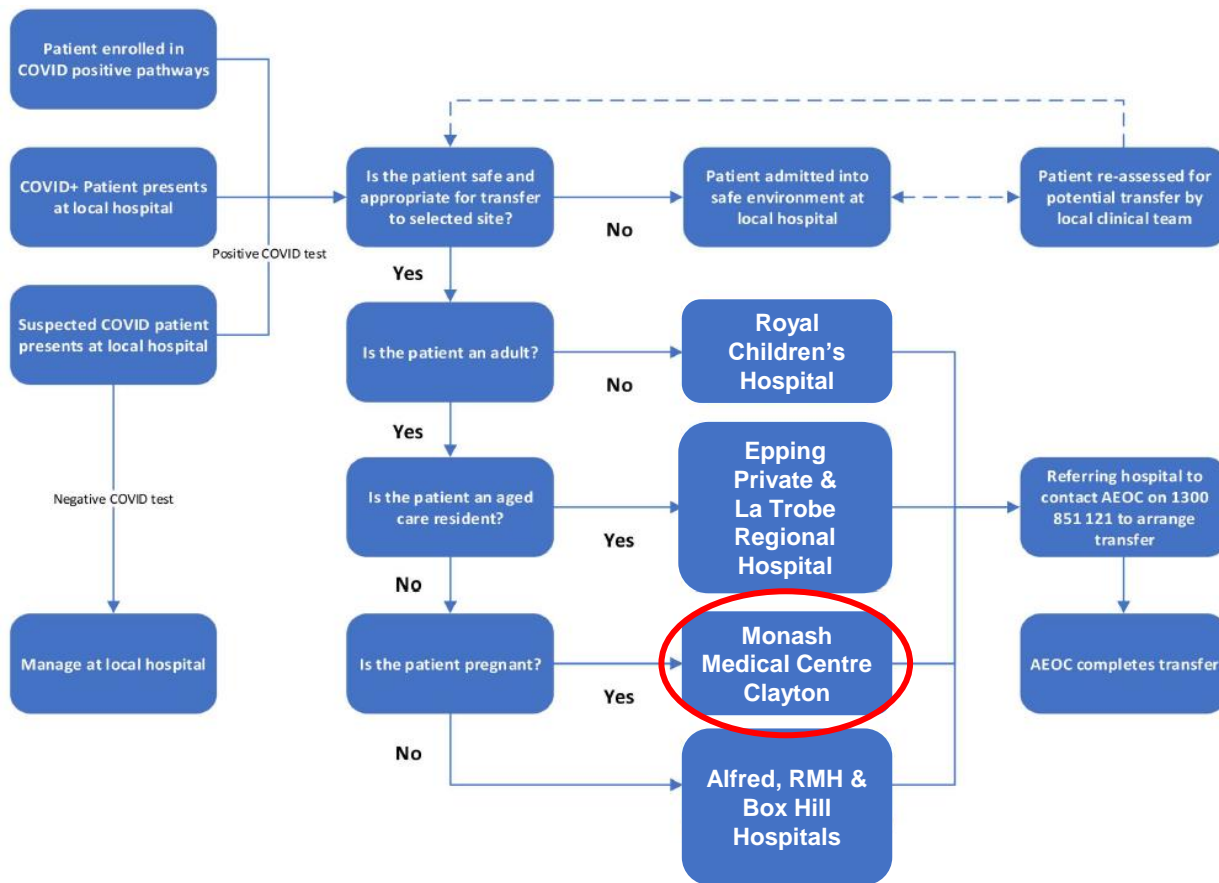 Patient enrolled in
COVID positive pathways
COVID+ Patient presents
at local hospital
Is the patient safe and
appropriate for transfer
to selected site?
No
Patient admitted into
safe environment at
local hospital
Patient re-assessed for
potential transfer by
local clinical team
Positive COVID test
Yes
Suspected COVID patient
presents at local hospital
Is the patient an adult?
No
Royal
Children’s
Hospital
Yes
Negative COVID test
Is the patient an aged
care resident?
Yes
Epping
Private &
La Trobe
Regional
Hospital
Referring hospital to
contact AEOC on 1300
851 121 to arrange
transfer
No
Manage at local hospital
Is the patient pregnant?
Yes
Monash
Medical Centre
Clayton
AEOC completes transfer
No
Alfred, RMH &
Box Hill
Hospitals